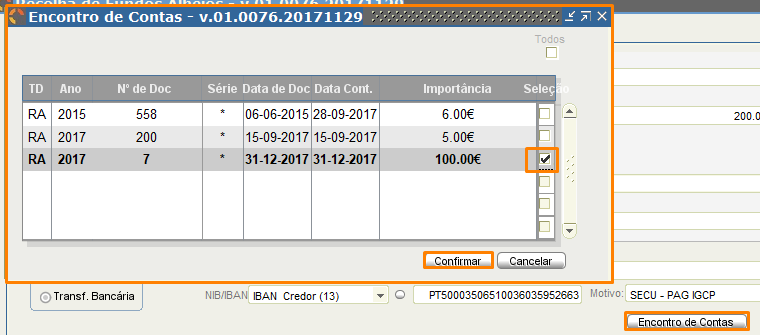 Recolha de Fundos Alheios - v.01.0076.20171129
Encontro de Contas - v.01.0076.20171129
Todos
TD Ano Nº de Doc Série Data de Doc Data Cont. Importância Seleção
RA 2015 558 * 06-06-2015 28-09-2017 6.00€
RA 2017 200 * 15-09-2017 15-09-2017 5.00€
RA 2017 7 * 31-12-2017 31-12-2017 100.00€
200.0
Confirmar Cancelar
Transf. Bancária NIB/IBAN IBAN Credor (13) PT50003506510036035952663 Motivo: SECU - PAG IGCP
Encontro de Contas